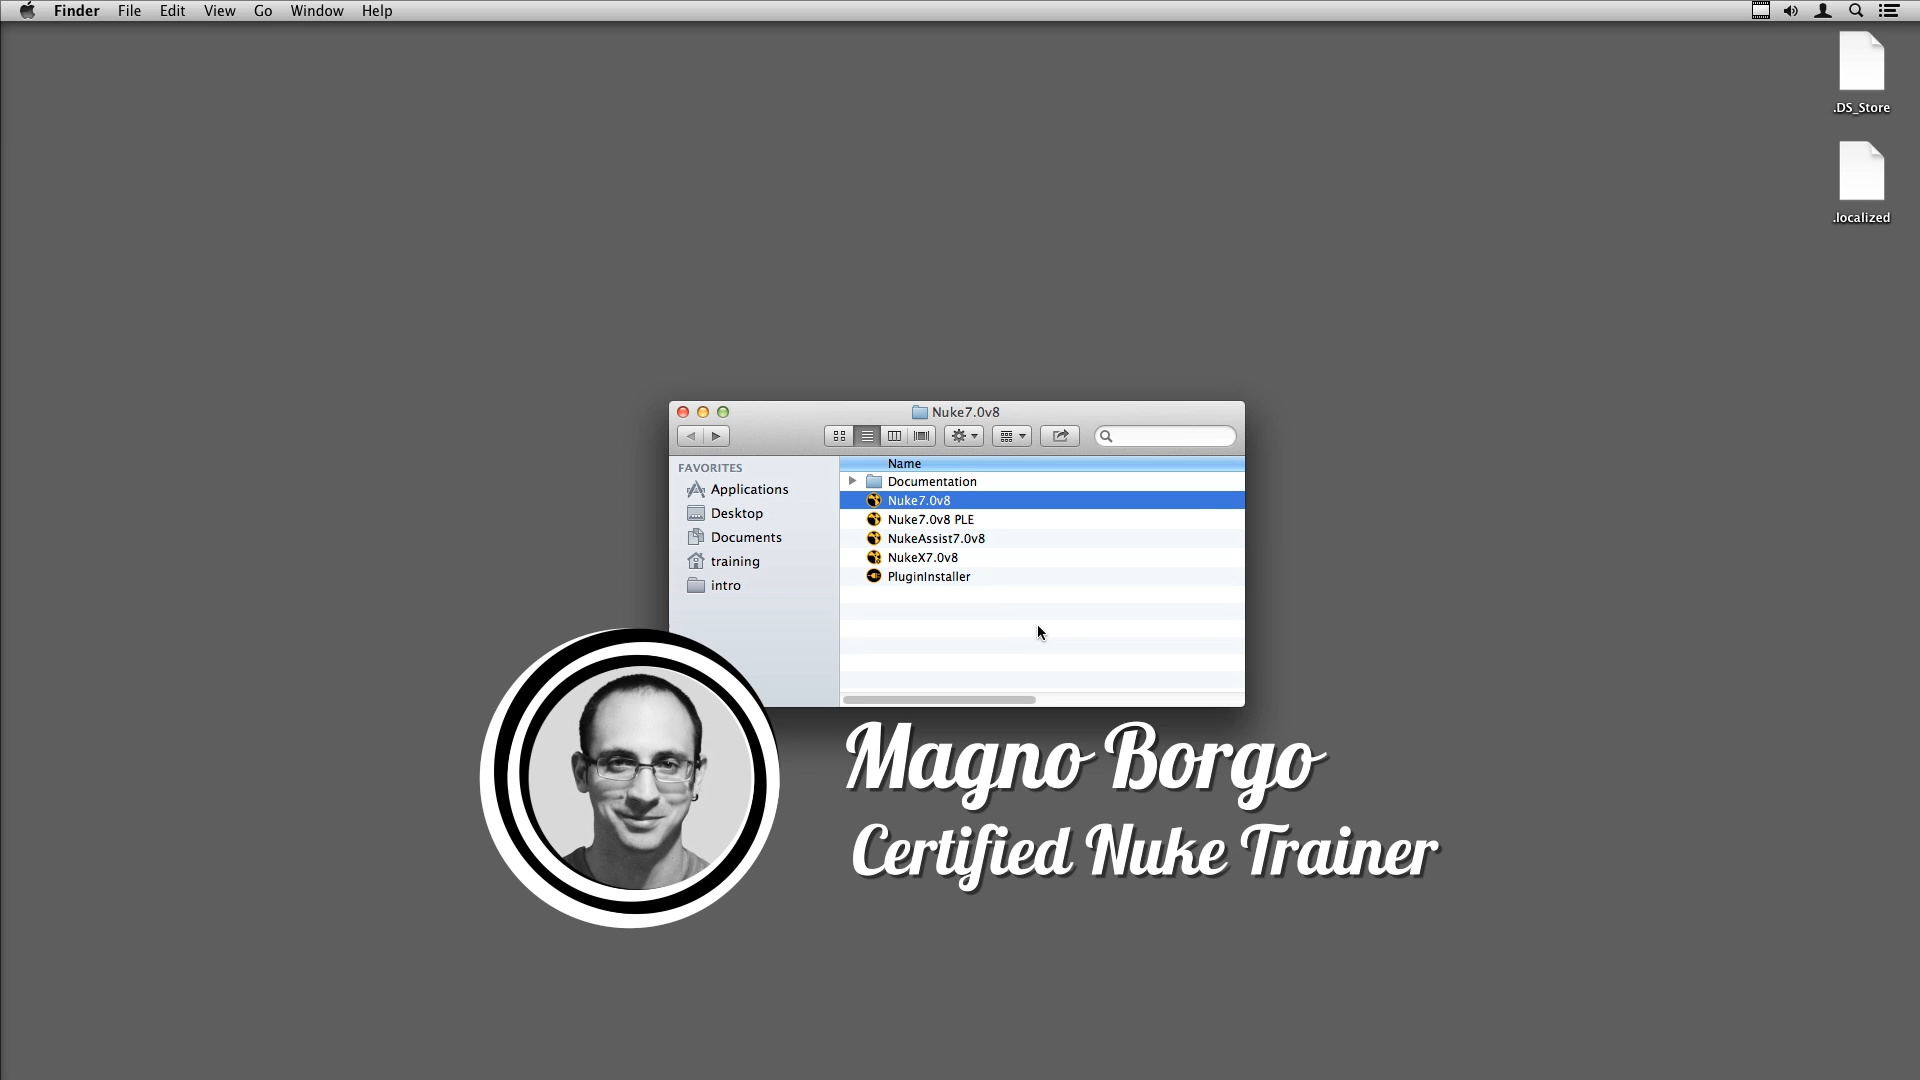 Finder File Edit View Go Window Help
.DS_Store
.localized
Nuke7.0v8
FAVORITES
Applications
Desktop
Documents
training
intro
Name
Documentation
Nuke7.0v8
Nuke7.0v8 PLE
NukeAssist7.0v8
NukeX7.0v8
PluginInstaller
Magno Borgo
Certified Nuke Trainer